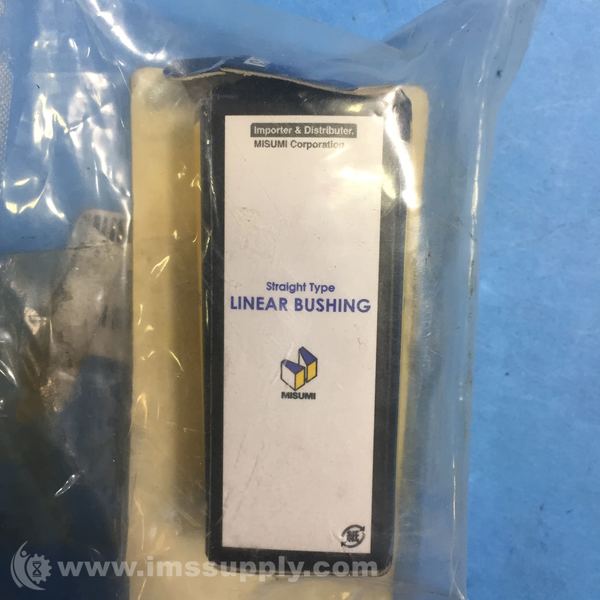 Importer & Distributer.
MISUMI Corporation
Straight Type
LINEAR BUSHING
MISUMI
www.imssupply.com